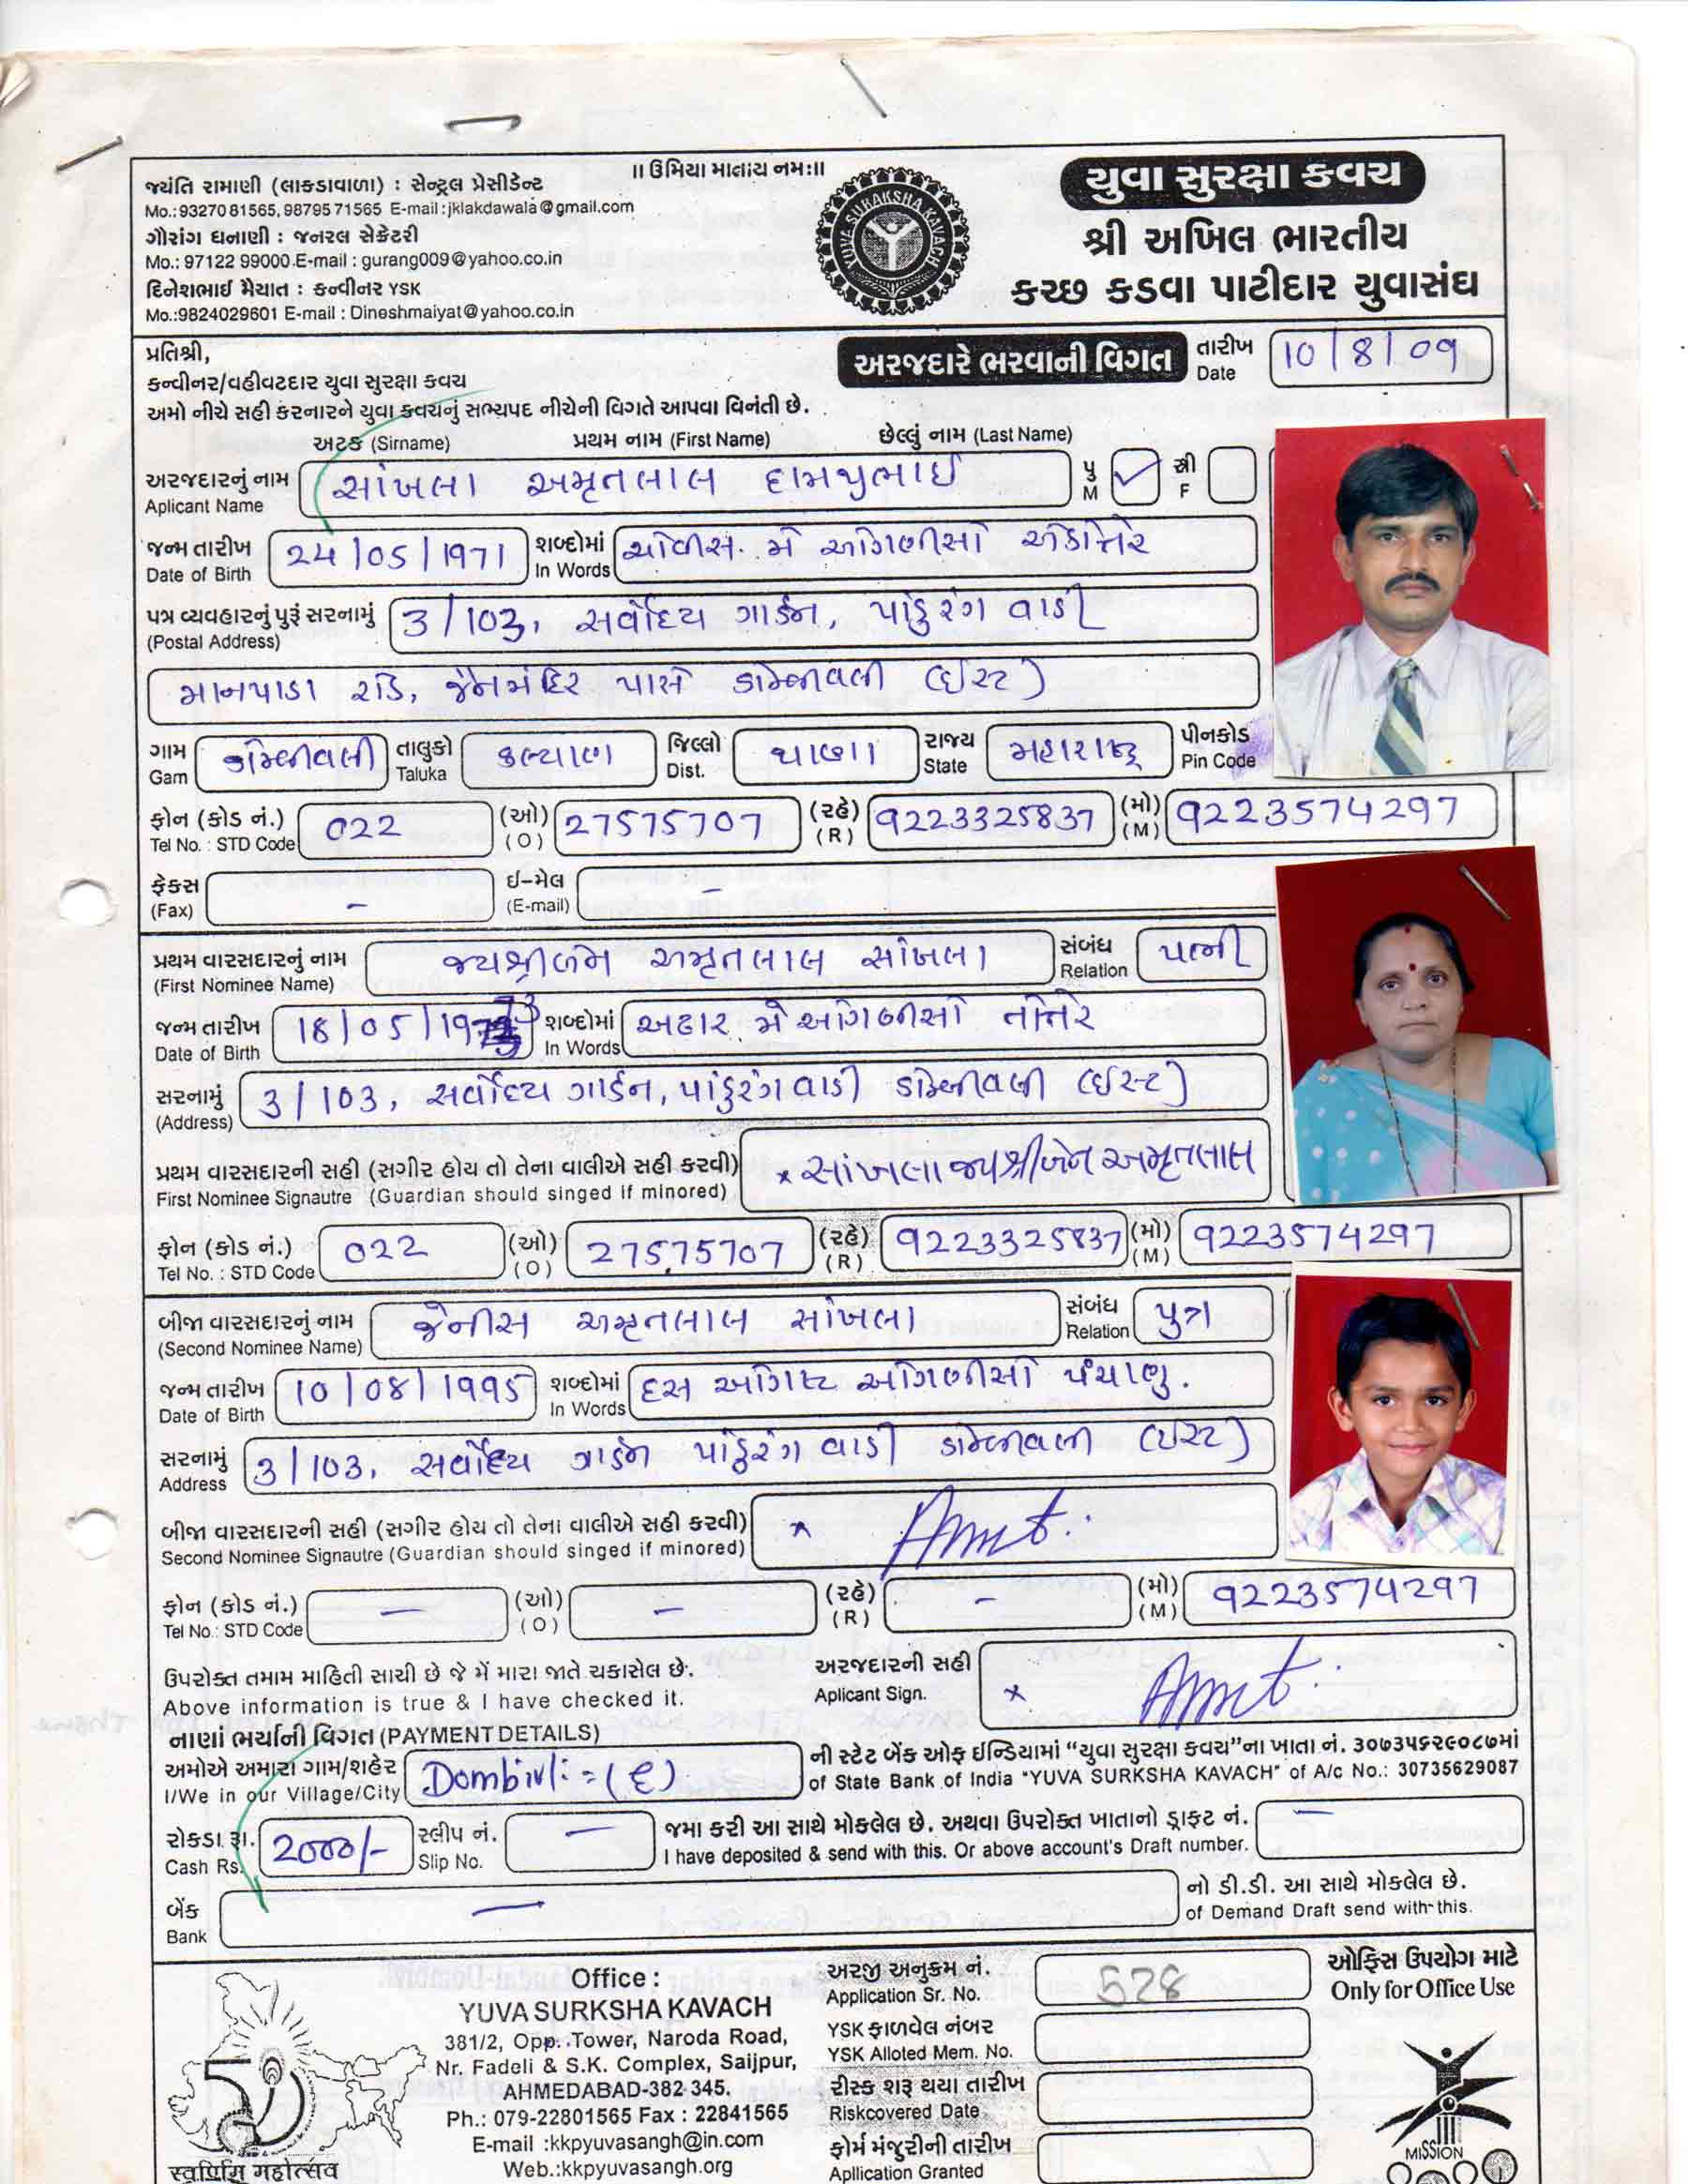 ॥ ઉમિયા માતાય નમઃ॥
જયંતિ રામાણી (લાકડાવાળા) : સેન્ટ્રલ પ્રેસીડેન્ટ
Mo.:9327081565,9879571565 E-mail:jklakdawala@gmail.com
ગૌરાંગ ધનાણી : જનરલ સેક્રેટરી
Mo.: 97122 99000.E-mail : gurang009@yahoo.co.in
દિનેશભાઈ મૈયાત : કન્વીનર YSK
Mo.:9824029601 E-mail : Dineshmaiyat@yahoo.co.in
YUVA SURAKSHA KAVACH
યુવા સુરક્ષા કવચ
શ્રી અખિલ ભારતીય
કચ્છ કડવા પાટીદાર યુવાસંઘ
પ્રતિશ્રી,
અરજદારે ભરવાની વિગત તારીખ Date 10/8/09
કન્વીનર/વહીવટદાર યુવા સુરક્ષા કવચ
અમો નીચે સહી કરનારને યુવા કવચનું સભ્યપદ નીચેની વિગતે આપવા વિનંતી છે.
અટક (Sirname) પ્રથમ નામ (First Name) છેલ્લું નામ (Last Name)
અરજદારનું નામ Aplicant Name સાંખલા અમૃતલાલ પુ M ✓ સ્ત્રી F
જન્મ તારીખ Date of Birth 24/05/1971 શબ્દોમાં In Words ચોવીસ. મે ઓગણીસો એકોત્તેર
પત્ર વ્યવહારનું પુરૂં સરનામું (Postal Address) 3/103, સર્વોદય ગાર્ડન, પાંડુરંગ વાડી
માનપાડા રોડ, જૈનમંદિર પાસે ડોમ્બીવલી (ઈસ્ટ)
ગામ Gam ડોમ્બીવલી તાલુકો Taluka કલ્યાણ જિલ્લો Dist. થાણા રાજ્ય State મહારાષ્ટ્ર પીનકોડ Pin Code
ફોન (કોડ નં.) Tel No. : STD Code 022 (ઓ) (O) 27575707 (રહે) (R) 9223325837 (મો) (M) 9223574297
ફેક્સ (Fax) - ઈ-મેલ (E-mail) -
પ્રથમ વારસદારનું નામ (First Nominee Name) જયશ્રીબેન અમૃતલાલ સાંખલા સંબંધ Relation પત્ની
જન્મ તારીખ Date of Birth 18/05/1973 શબ્દોમાં In Words અઢાર મે ઓગણીસો તોત્તેર
સરનામું (Address) 3/103, સર્વોદય ગાર્ડન, પાંડુરંગ વાડી ડોમ્બીવલી (ઈસ્ટ)
પ્રથમ વારસદારની સહી (સગીર હોય તો તેના વાલીએ સહી કરવી) x સાંખલા જયશ્રીબેન અમૃતલાલ
First Nominee Signautre (Guardian should singed if minored)
ફોન (કોડ નં.) Tel No. : STD Code 022 (ઓ) (O) 27575707 (રહે) (R) 9223325837 (મો) (M) 9223574297
બીજા વારસદારનું નામ (Second Nominee Name) જેનીસ અમૃતલાલ સાંખલા સંબંધ Relation પુત્ર
જન્મ તારીખ Date of Birth 10/08/1995 શબ્દોમાં In Words દસ ઓગષ્ટ ઓગણીસો પંચાણુ.
સરનામું Address 3/103, સર્વોદય ગાર્ડન પાંડુરંગ વાડી ડોમ્બીવલી (ઈસ્ટ)
બીજા વારસદારની સહી (સગીર હોય તો તેના વાલીએ સહી કરવી) x
Second Nominee Signautre (Guardian should singed if minored)
ફોન (કોડ નં.) Tel No.: STD Code - (ઓ) (O) - (રહે) (R) - (મો) (M) 9223574297
ઉપરોક્ત તમામ માહિતી સાચી છે જે મેં મારા જાતે ચકાસેલ છે. અરજદારની સહી
Above information is true & I have checked it. Aplicant Sign. x
નાણાં ભર્યાની વિગત (PAYMENT DETAILS)
અમોએ અમારા ગામ/શહેર Dombivli = (E) ની સ્ટેટ બેંક ઓફ ઈન્ડિયામાં “યુવા સુરક્ષા કવચ”ના ખાતા નં. ૩૦૭૩૫૬૨૯૦૮૭માં
I/We in our Village/City of State Bank of India "YUVA SURKSHA KAVACH" of A/c No.: 30735629087
રોકડા રૂા. 2000/- સ્લીપ નં. - જમા કરી આ સાથે મોકલેલ છે. અથવા ઉપરોક્ત ખાતાનો ડ્રાફ્ટ નં. -
Cash Rs. Slip No. I have deposited & send with this. Or above account's Draft number.
બેંક - નો ડી.ડી. આ સાથે મોકલેલ છે.
Bank of Demand Draft send with this.
50
स्वर्णिम महोत्सव
Office :
YUVA SURKSHA KAVACH
381/2, Opp. Tower, Naroda Road,
Nr. Fadeli & S.K. Complex, Saijpur,
AHMEDABAD-382 345.
Ph.: 079-22801565 Fax : 22841565
E-mail :kkpyuvasangh@in.com
Web.:kkpyuvasangh.org
અરજી અનુક્રમ નં. 528
Application Sr. No.
YSK ફાળવેલ નંબર
YSK Alloted Mem. No.
રીસ્ક શરૂ થયા તારીખ
Riskcovered Date
ફોર્મ મંજુરીની તારીખ
Apllication Granted
ઓફિસ ઉપયોગ માટે
Only for Office Use
MISSION